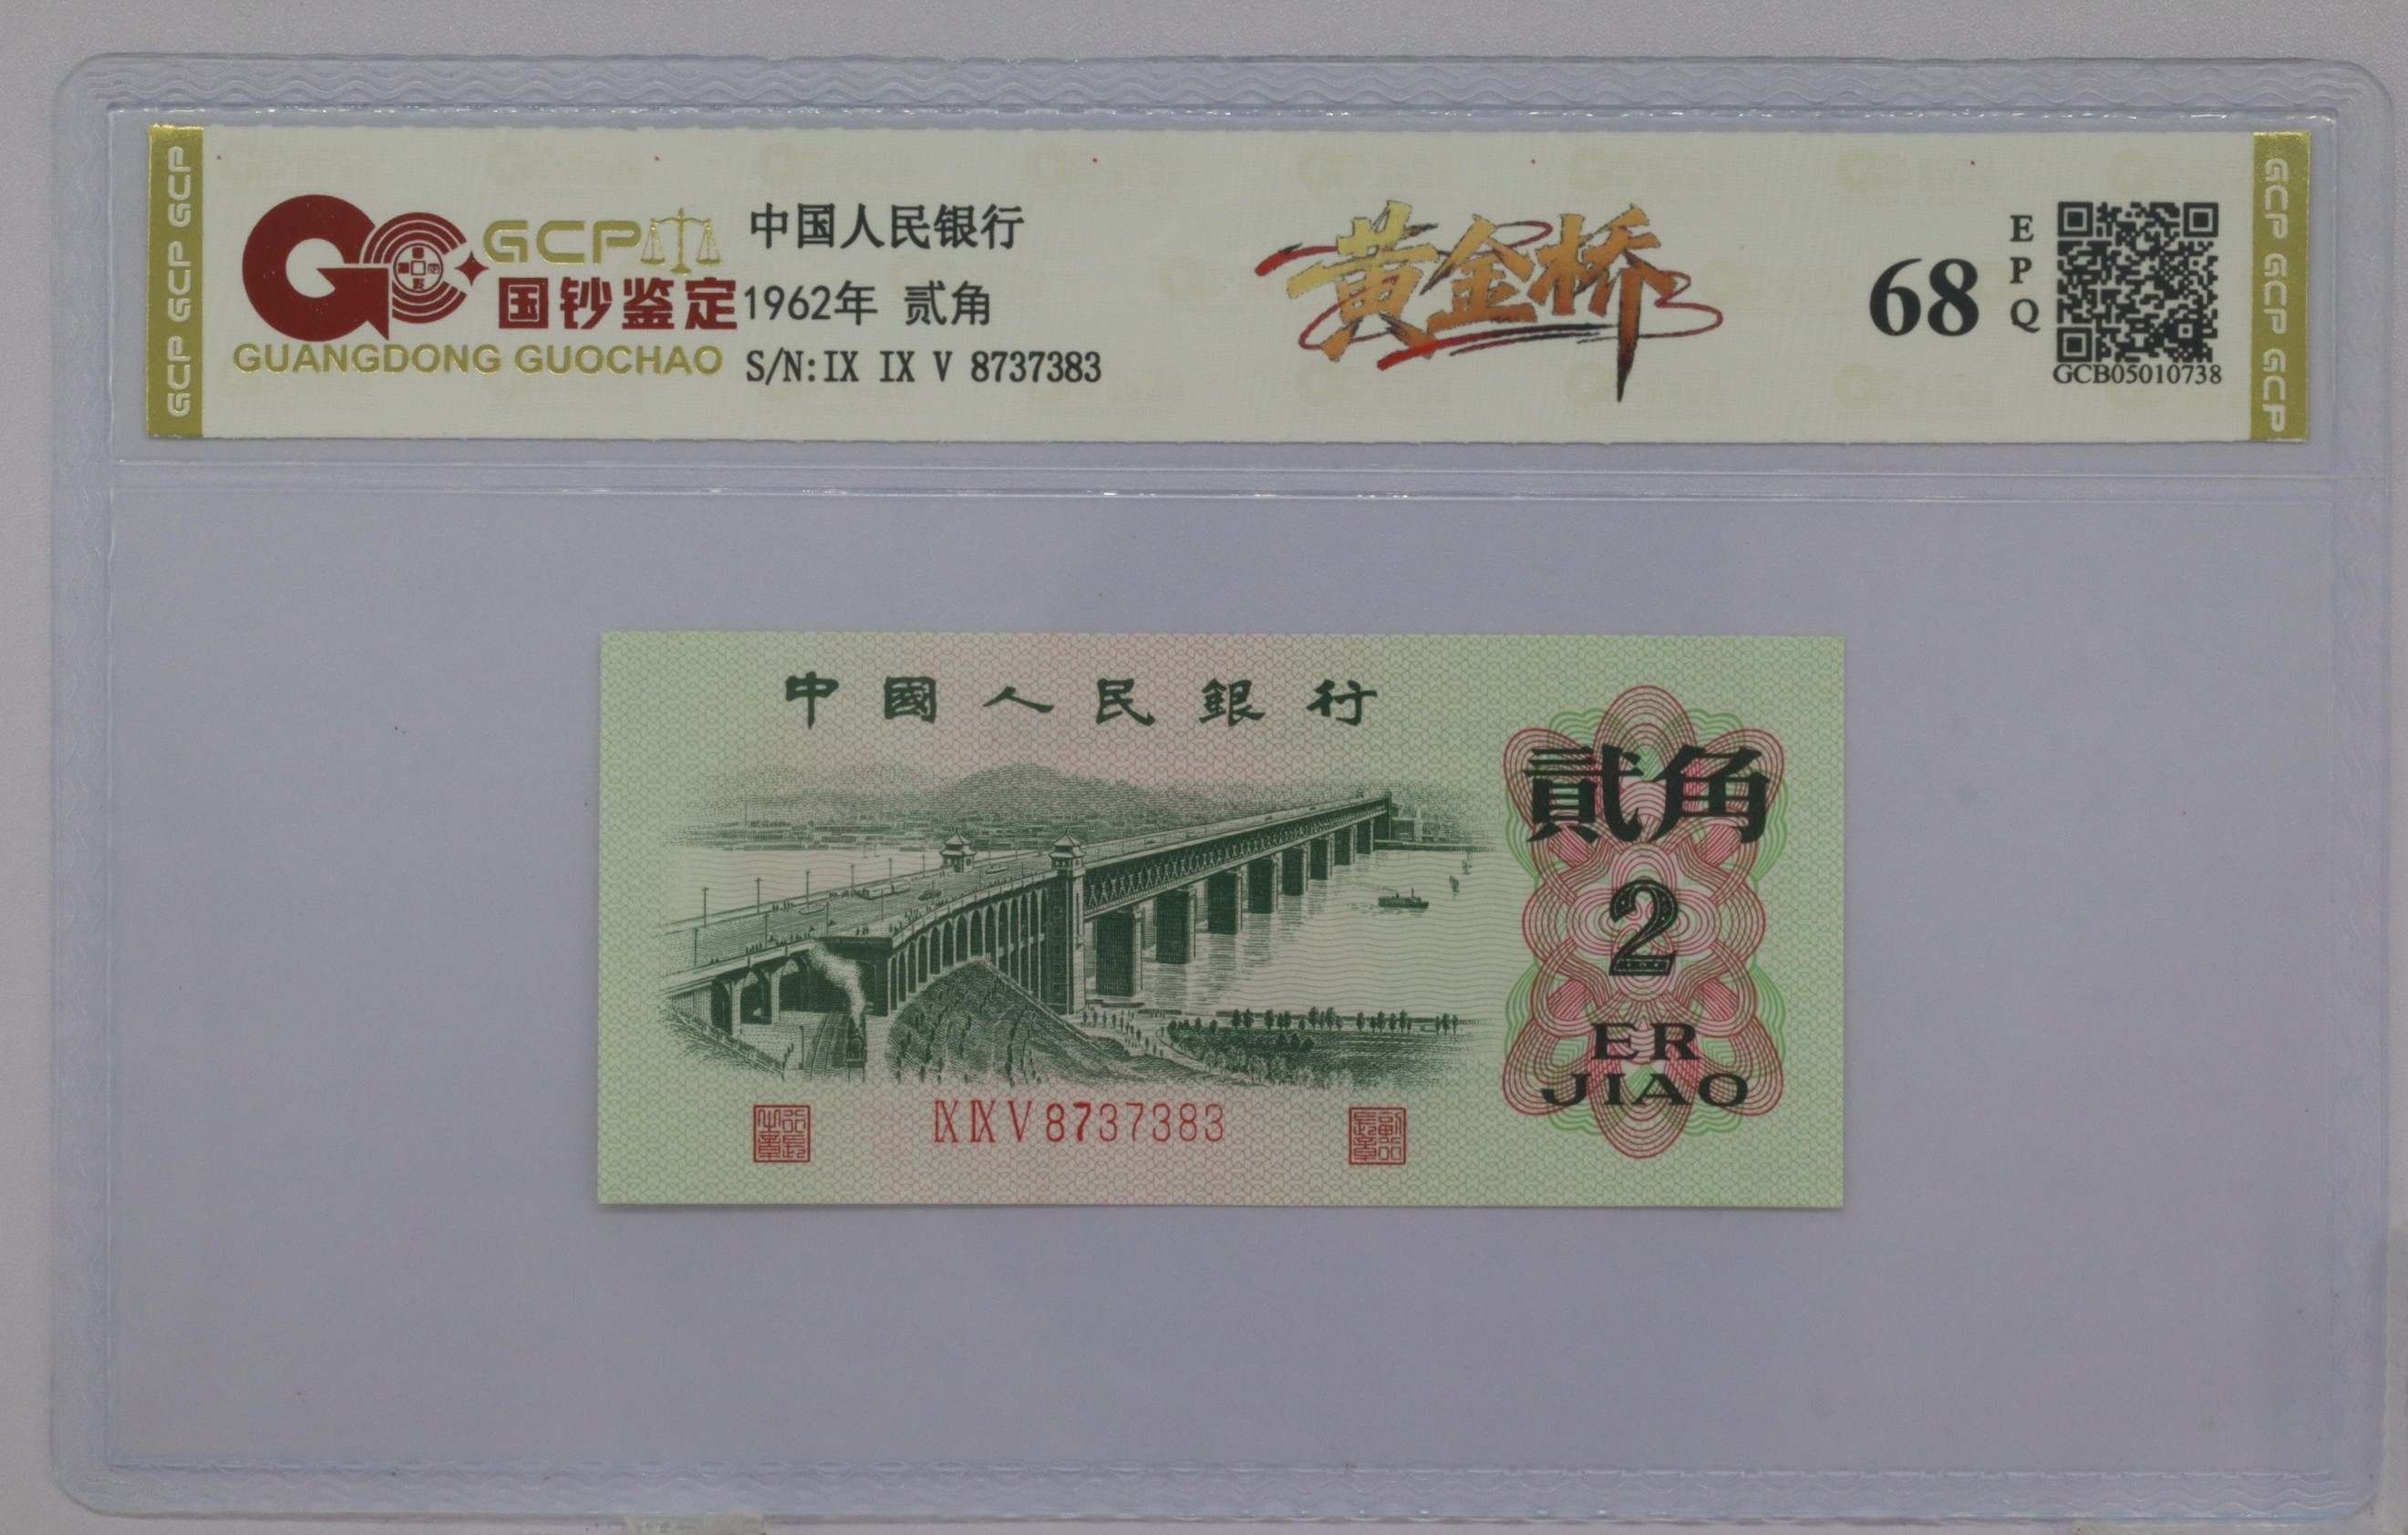 GCP GCP GCP
GCP
国钞鉴定
GUANGDONG GUOCHAO
中国人民银行
1962年 贰角
S/N:IX IX V 8737383
黄金桥
68
EPQ
GCB05010738
GCP GCP GCP
中國人民銀行
貳角
2
ER
JIAO
IX IX V 8737383